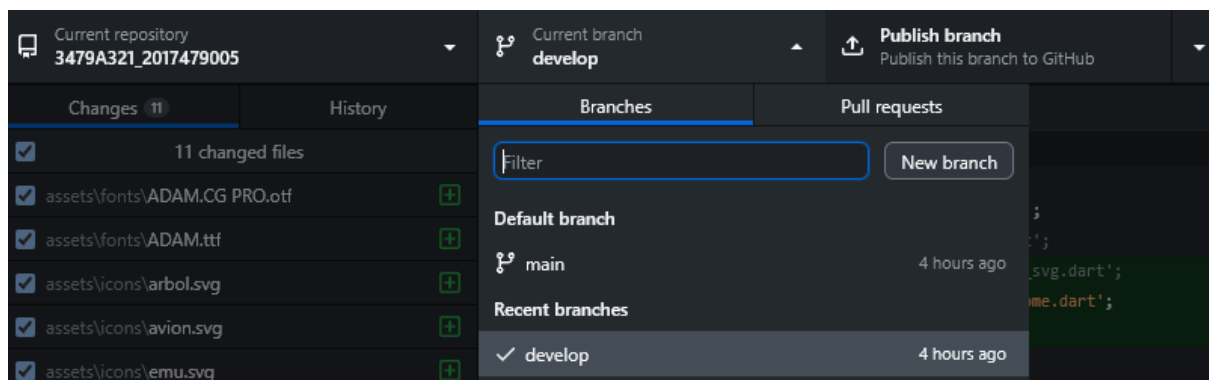 Current repository
3479A321_2017479005
Current branch
develop
Publish branch
Publish this branch to GitHub
Changes 11
History
Branches
Pull requests
11 changed files
Filter
New branch
assets\fonts\ADAM.CG PRO.otf
assets\fonts\ADAM.ttf
assets\icons\arbol.svg
assets\icons\avion.svg
assets\icons\emu.svg
Default branch
main
4 hours ago
Recent branches
develop
4 hours ago
';
t';
_svg.dart';
ome.dart';